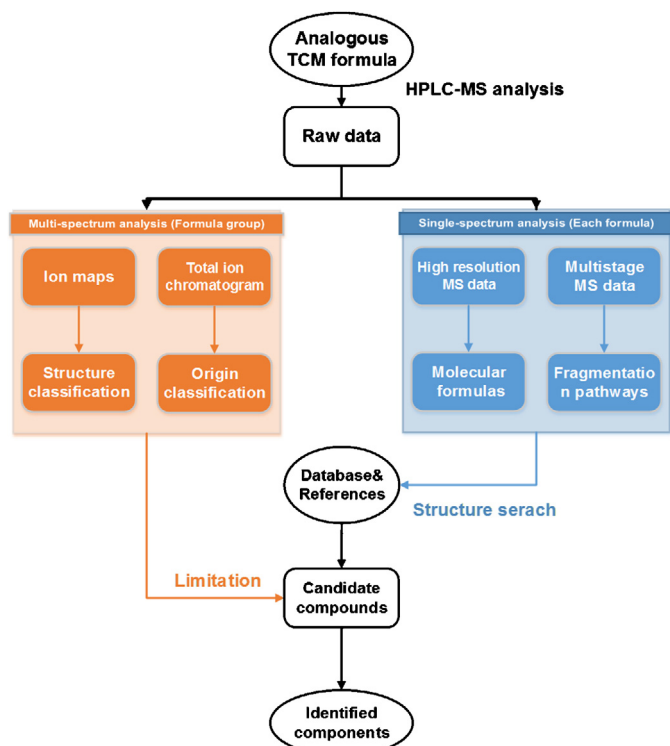 Analogous
TCM formula
HPLC-MS analysis
Raw data
Multi-spectrum analysis (Formula group)
Ion maps
Total ion
chromatogram
Structure
classification
Origin
classification
Single-spectrum analysis (Each formula)
High resolution
MS data
Multistage
MS data
Molecular
formulas
Fragmentatio
n pathways
Database&
References
Structure serach
Limitation
Candidate
compounds
Identified
components